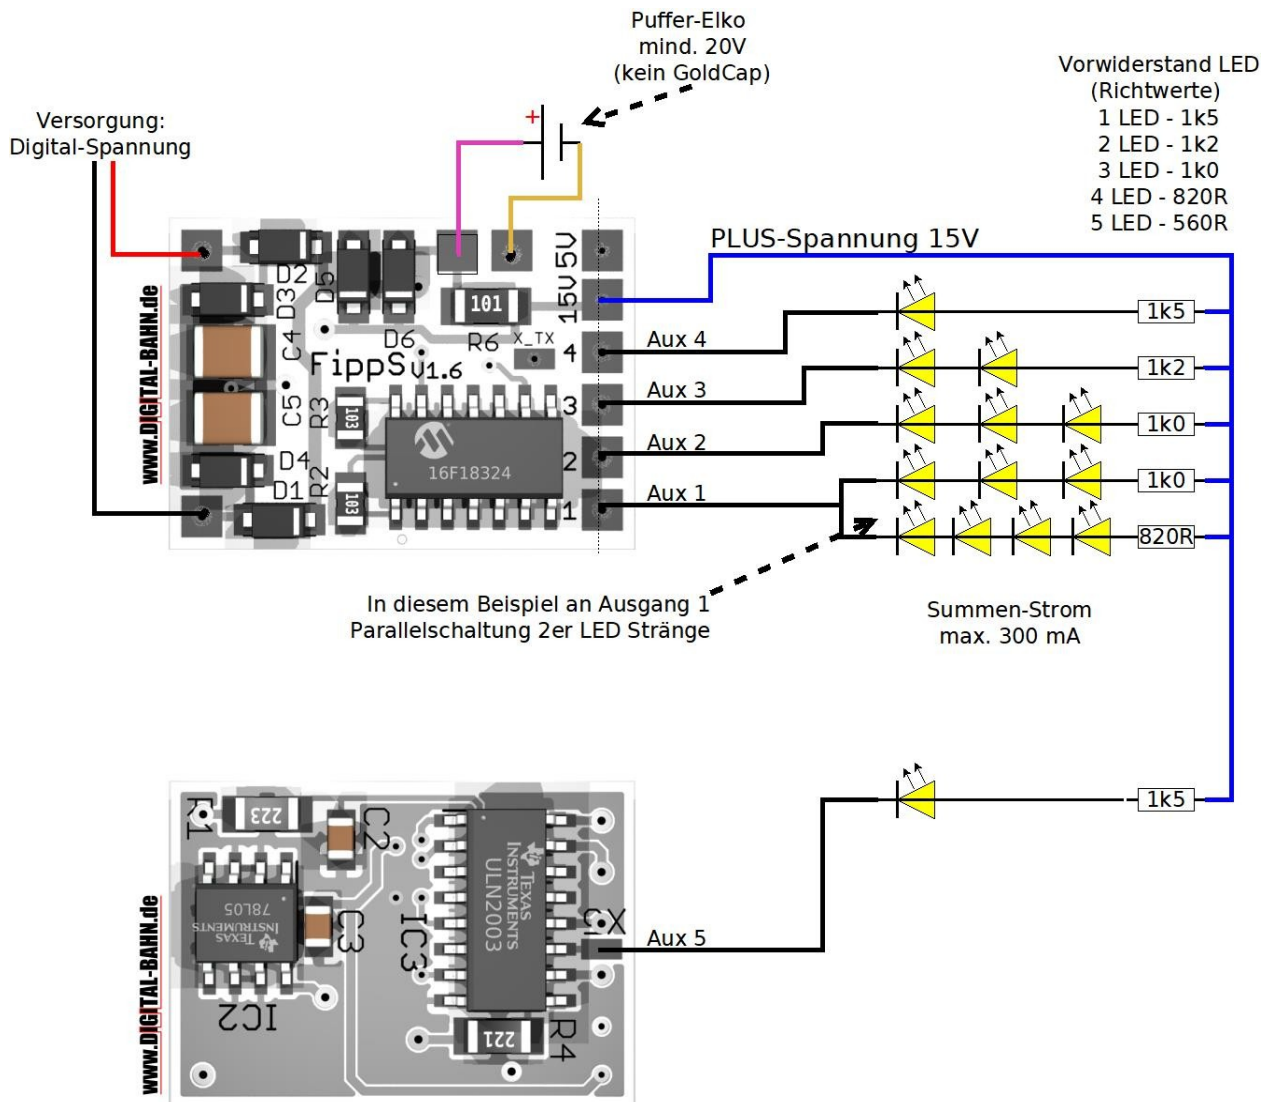 Puffer-Elko
mind. 20V
(kein GoldCap)
Vorwiderstand LED
(Richtwerte)
1 LED - 1k5
2 LED - 1k2
3 LED - 1k0
4 LED - 820R
5 LED - 560R
Versorgung:
Digital-Spannung
+
PLUS-Spannung 15V
www.DIGITAL-BAHN.de
D2
D3
D5
C4
C5
D4
D1
D6
R6
101
X_TX
5V
15V
4
3
2
1
FippS V1.6
R3
103
R2
103
16F18324
Aux 4
Aux 3
Aux 2
Aux 1
1k5
1k2
1k0
1k0
820R
In diesem Beispiel an Ausgang 1
Parallelschaltung 2er LED Stränge
Summen-Strom
max. 300 mA
www.DIGITAL-BAHN.de
R1
223
C2
TEXAS
INSTRUMENTS
78L05
C3
IC2
IC3
TEXAS
INSTRUMENTS
ULN2003
X5
221
R4
Aux 5
1k5